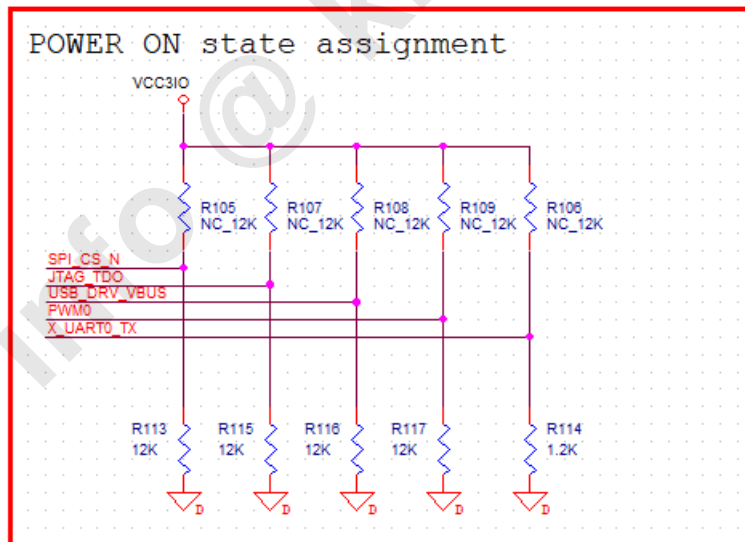 POWER ON state assignment
VCC3IO
R105
NC_12K
R107
NC_12K
R108
NC_12K
R109
NC_12K
R106
NC_12K
SPI_CS_N
JTAG_TDO
USB_DRV_VBUS
PWM0
X_UART0_TX
R113
12K
R115
12K
R116
12K
R117
12K
R114
1.2K
D
D
D
D
D
info @